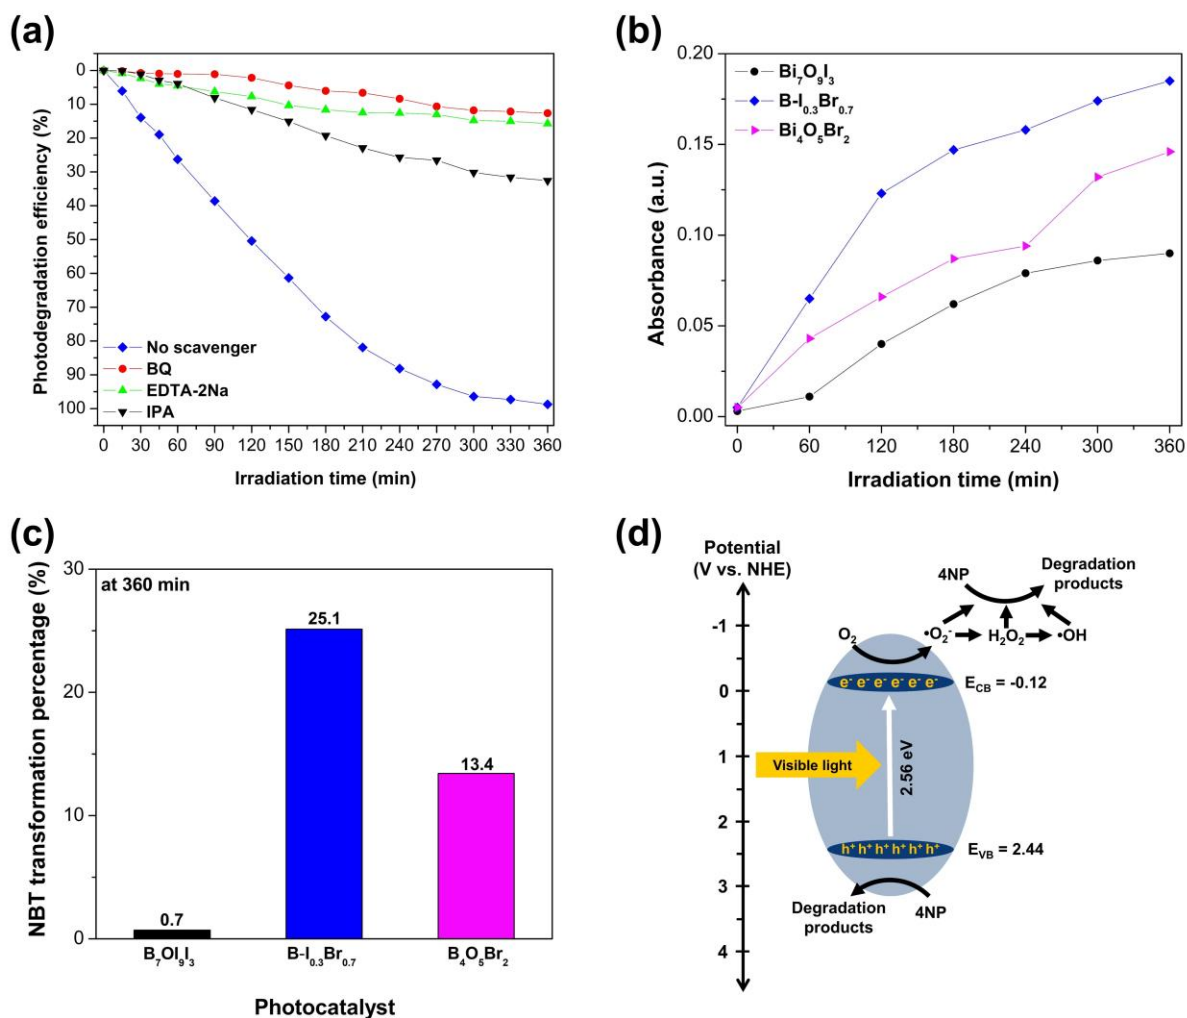 (a)
Photodegradation efficiency (%)
0
10
20
30
40
50
60
70
80
90
100
No scavenger
BQ
EDTA-2Na
IPA
0 30 60 90 120 150 180 210 240 270 300 330 360
Irradiation time (min)
(b)
Absorbance (a.u.)
0.20
0.15
0.10
0.05
0.00
Bi₇O₉I₃
B-I₀.₃Br₀.₇
Bi₄O₅Br₂
0 60 120 180 240 300 360
Irradiation time (min)
(c)
NBT transformation percentage (%)
30
20
10
0
at 360 min
0.7
25.1
13.4
B₇OI₉I₃ B-I₀.₃Br₀.₇ B₄O₅Br₂
Photocatalyst
(d)
Potential
(V vs. NHE)
-1
0
1
2
3
4
4NP
Degradation
products
O₂
•O₂⁻
H₂O₂
•OH
e⁻ e⁻ e⁻ e⁻ e⁻ e⁻
E_CB = -0.12
Visible light
2.56 eV
h⁺ h⁺ h⁺ h⁺ h⁺ h⁺
E_VB = 2.44
Degradation
products
4NP